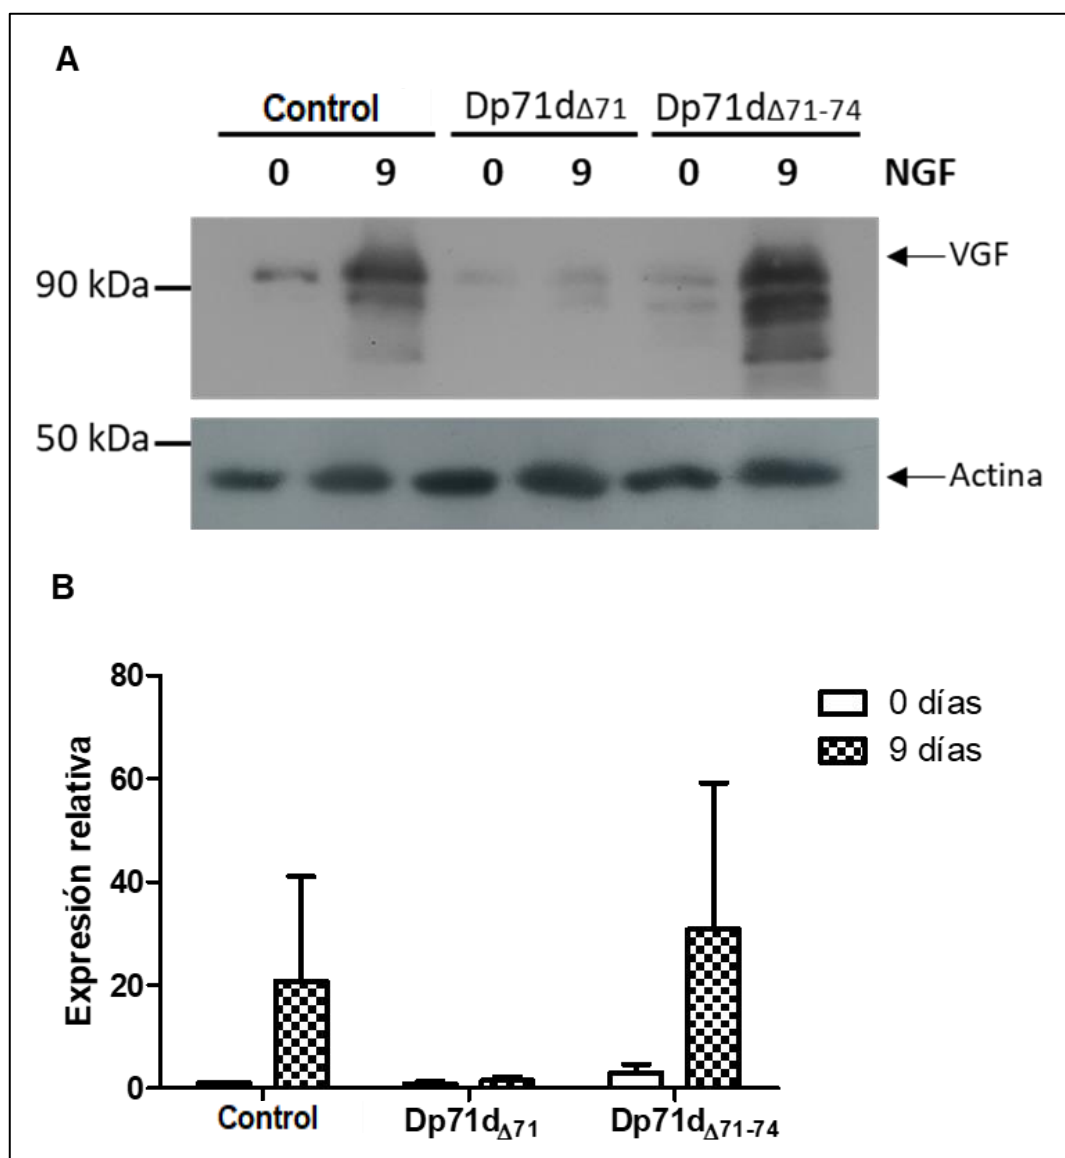 A
Control Dp71dΔ71 Dp71dΔ71-74
0 9 0 9 0 9 NGF
VGF
90 kDa
50 kDa
Actina
B
80
60
40
20
0
Expresión relativa
0 días
9 días
Control Dp71dΔ71 Dp71dΔ71-74